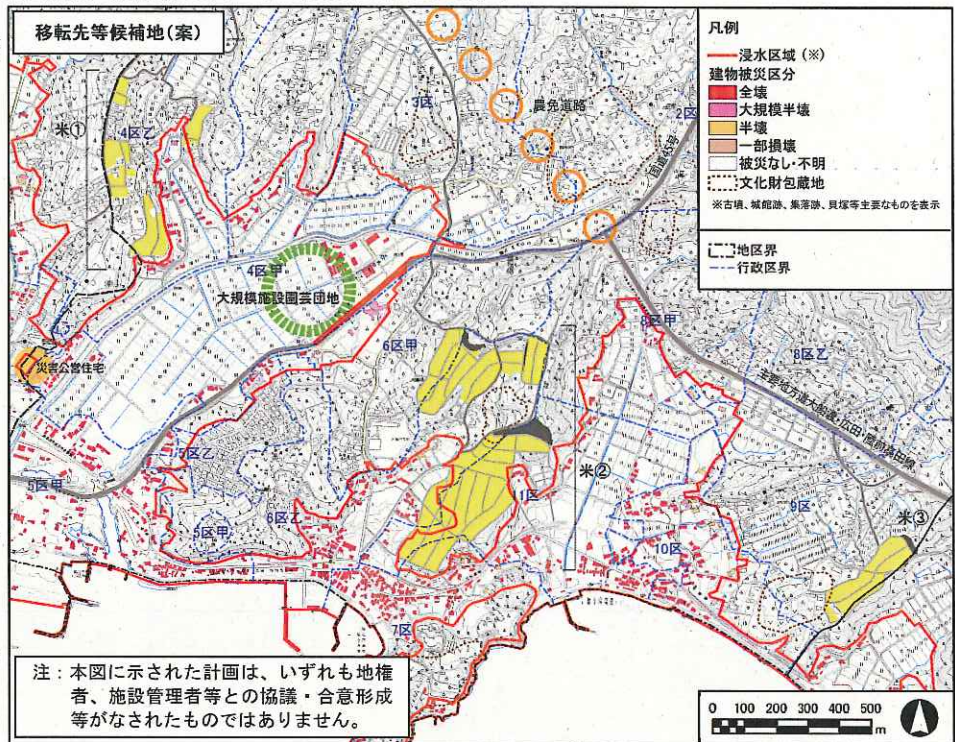 移転先等候補地(案)
凡例
浸水区域 (※)
建物被災区分
全壊
大規模半壊
半壊
一部損壊
被災なし・不明
文化財包蔵地
※古墳、城館跡、集落跡、貝塚等主要なものを表示
地区界
行政区界
3区
農免道路
2区
国道45号
米①
4区乙
4区甲
大規模施設園芸団地
6区甲
8区甲
8区乙
災害公営住宅
5区乙
5区甲
米②
1区
9区
米③
6区乙
5区甲
10区
7区
注：本図に示された計画は、いずれも地権
者、施設管理者等との協議・合意形成
等がなされたものではありません。
0 100 200 300 400 500
m